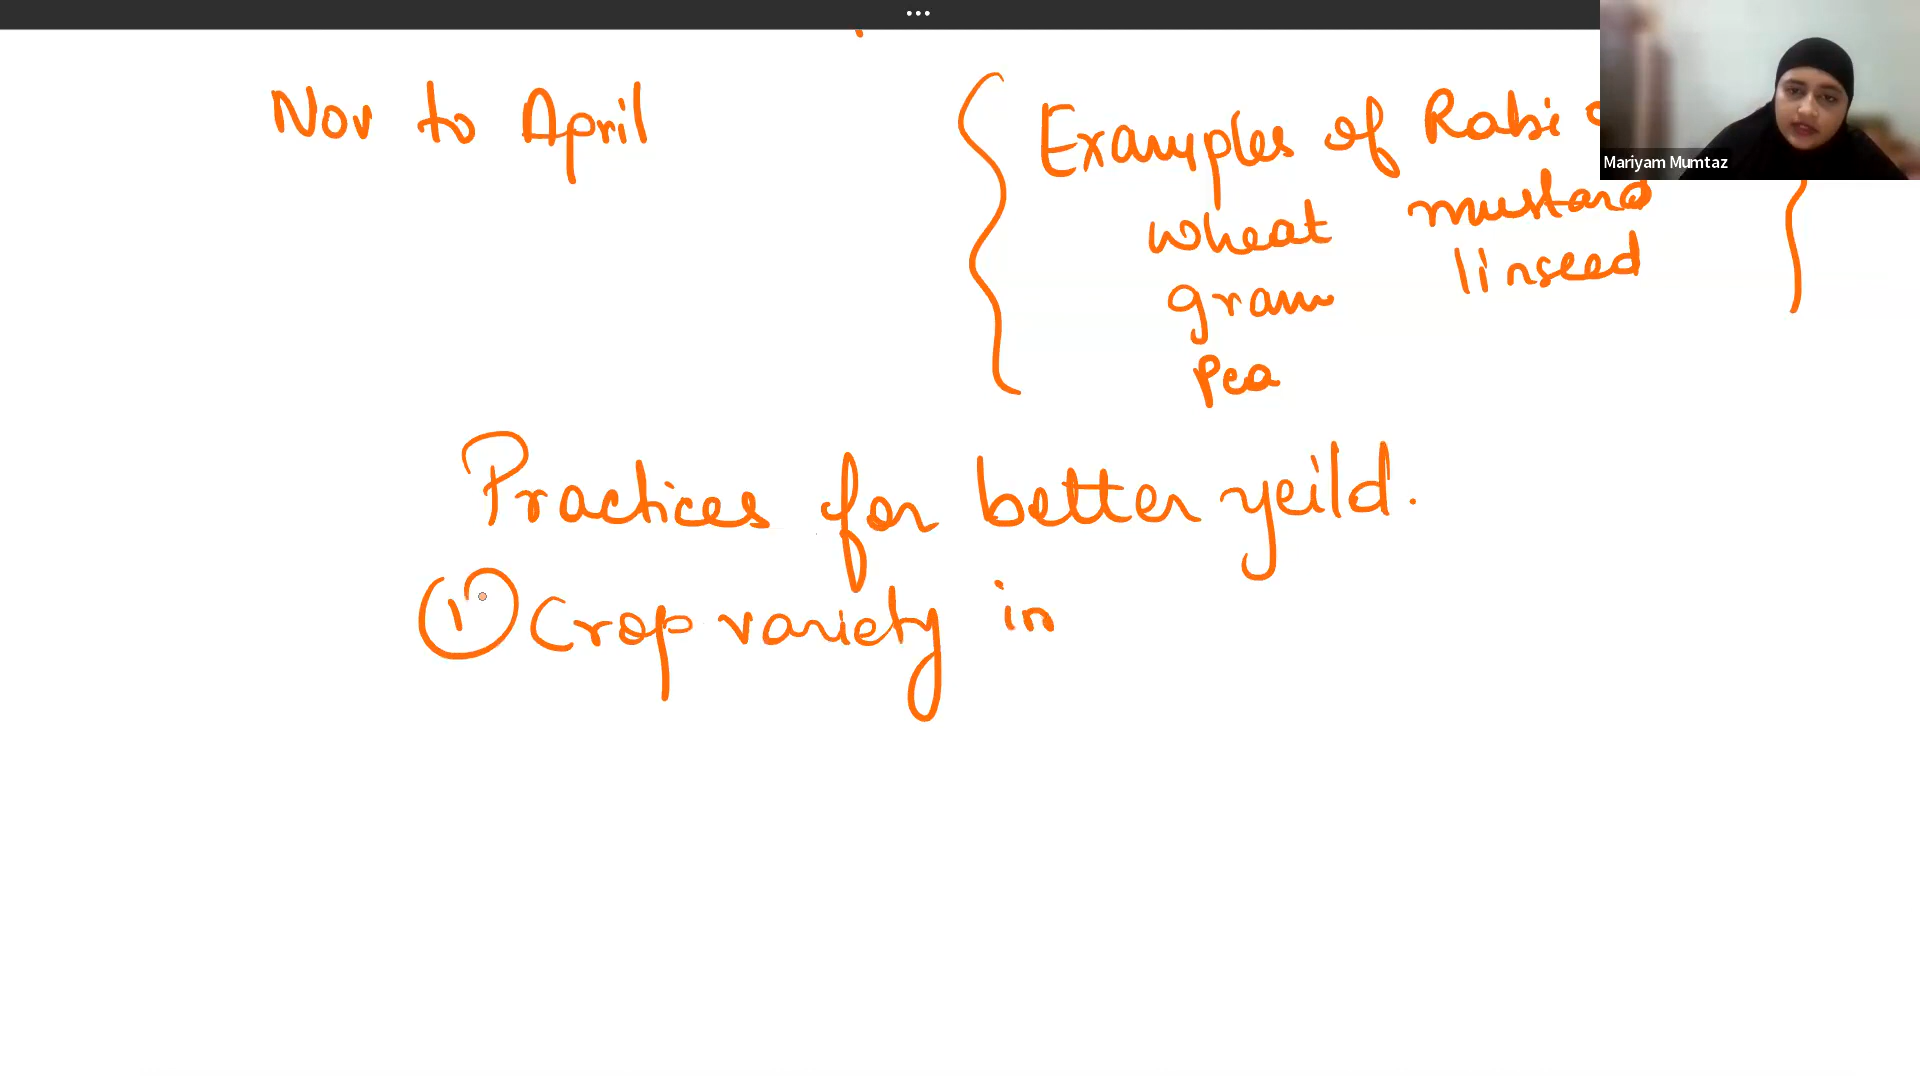 Nov to April
Examples of Rabi
wheat mustard
gram linseed
Pea
Practices for better yeild.
① Crop variety in
Mariyam Mumtaz